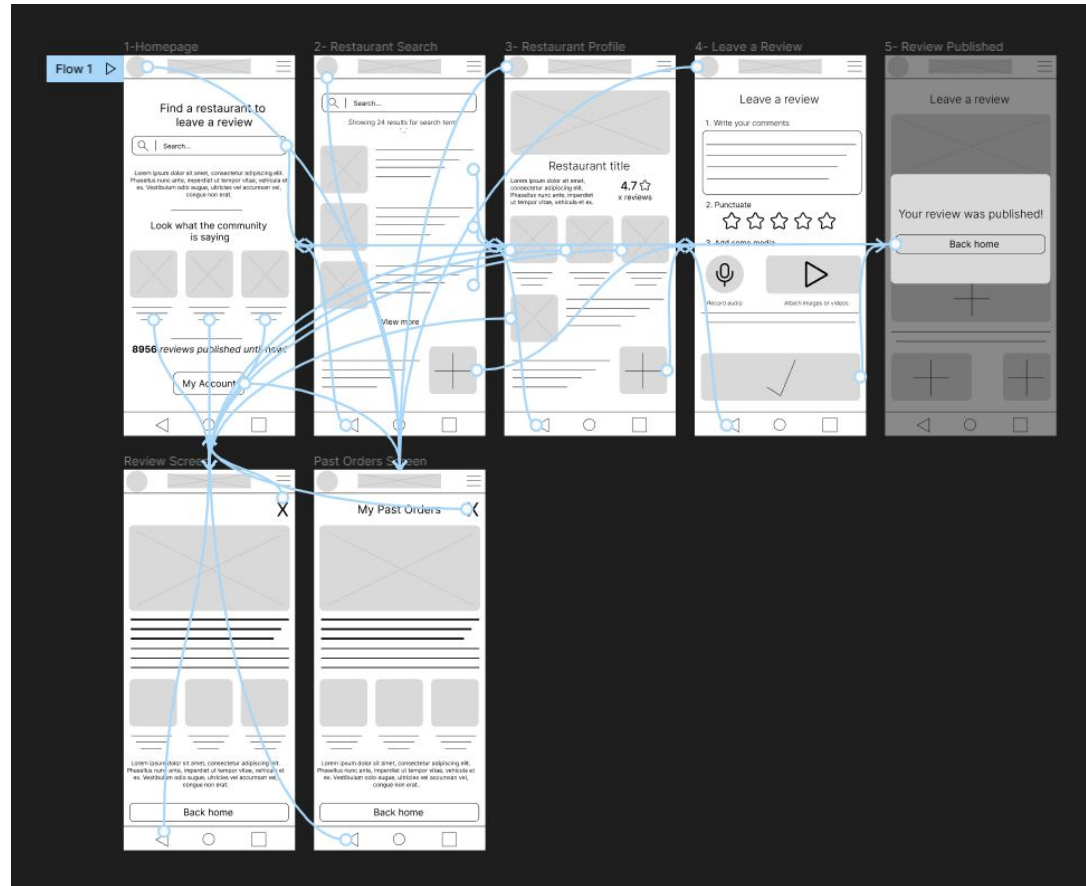 Flow 1
1-Homepage
2- Restaurant Search
3- Restaurant Profile
4- Leave a Review
5- Review Published
Find a restaurant to
leave a review
Search...
Lorem ipsum dolor sit amet, consectetur adipiscing elit.
Phasellus nunc ante, imperdiet ut tempor vitae, vehicula et
ex. Vestibulum odio augue, ultricies vel accumsan vel,
congue non erat.
Look what the community
is saying
8956 reviews published until now!
My Account
Search...
Showing 24 results for search term
View more
Restaurant title
Lorem ipsum dolor sit amet,
consectetur adipiscing elit.
Phasellus nunc ante, imperdiet
ut tempor vitae, vehicula et ex.
4.7
x reviews
Leave a review
1. Write your comments
2. Punctuate
3. Add some media
Record audio
Attach images or videos
Leave a review
Your review was published!
Back home
Review Screen
X
Lorem ipsum dolor sit amet, consectetur adipiscing elit.
Phasellus nunc ante, imperdiet ut tempor vitae, vehicula et
ex. Vestibulum odio augue, ultricies vel accumsan vel,
congue non erat.
Back home
Past Orders Screen
My Past Orders X
Lorem ipsum dolor sit amet, consectetur adipiscing elit.
Phasellus nunc ante, imperdiet ut tempor vitae, vehicula et
ex. Vestibulum odio augue, ultricies vel accumsan vel,
congue non erat.
Back home